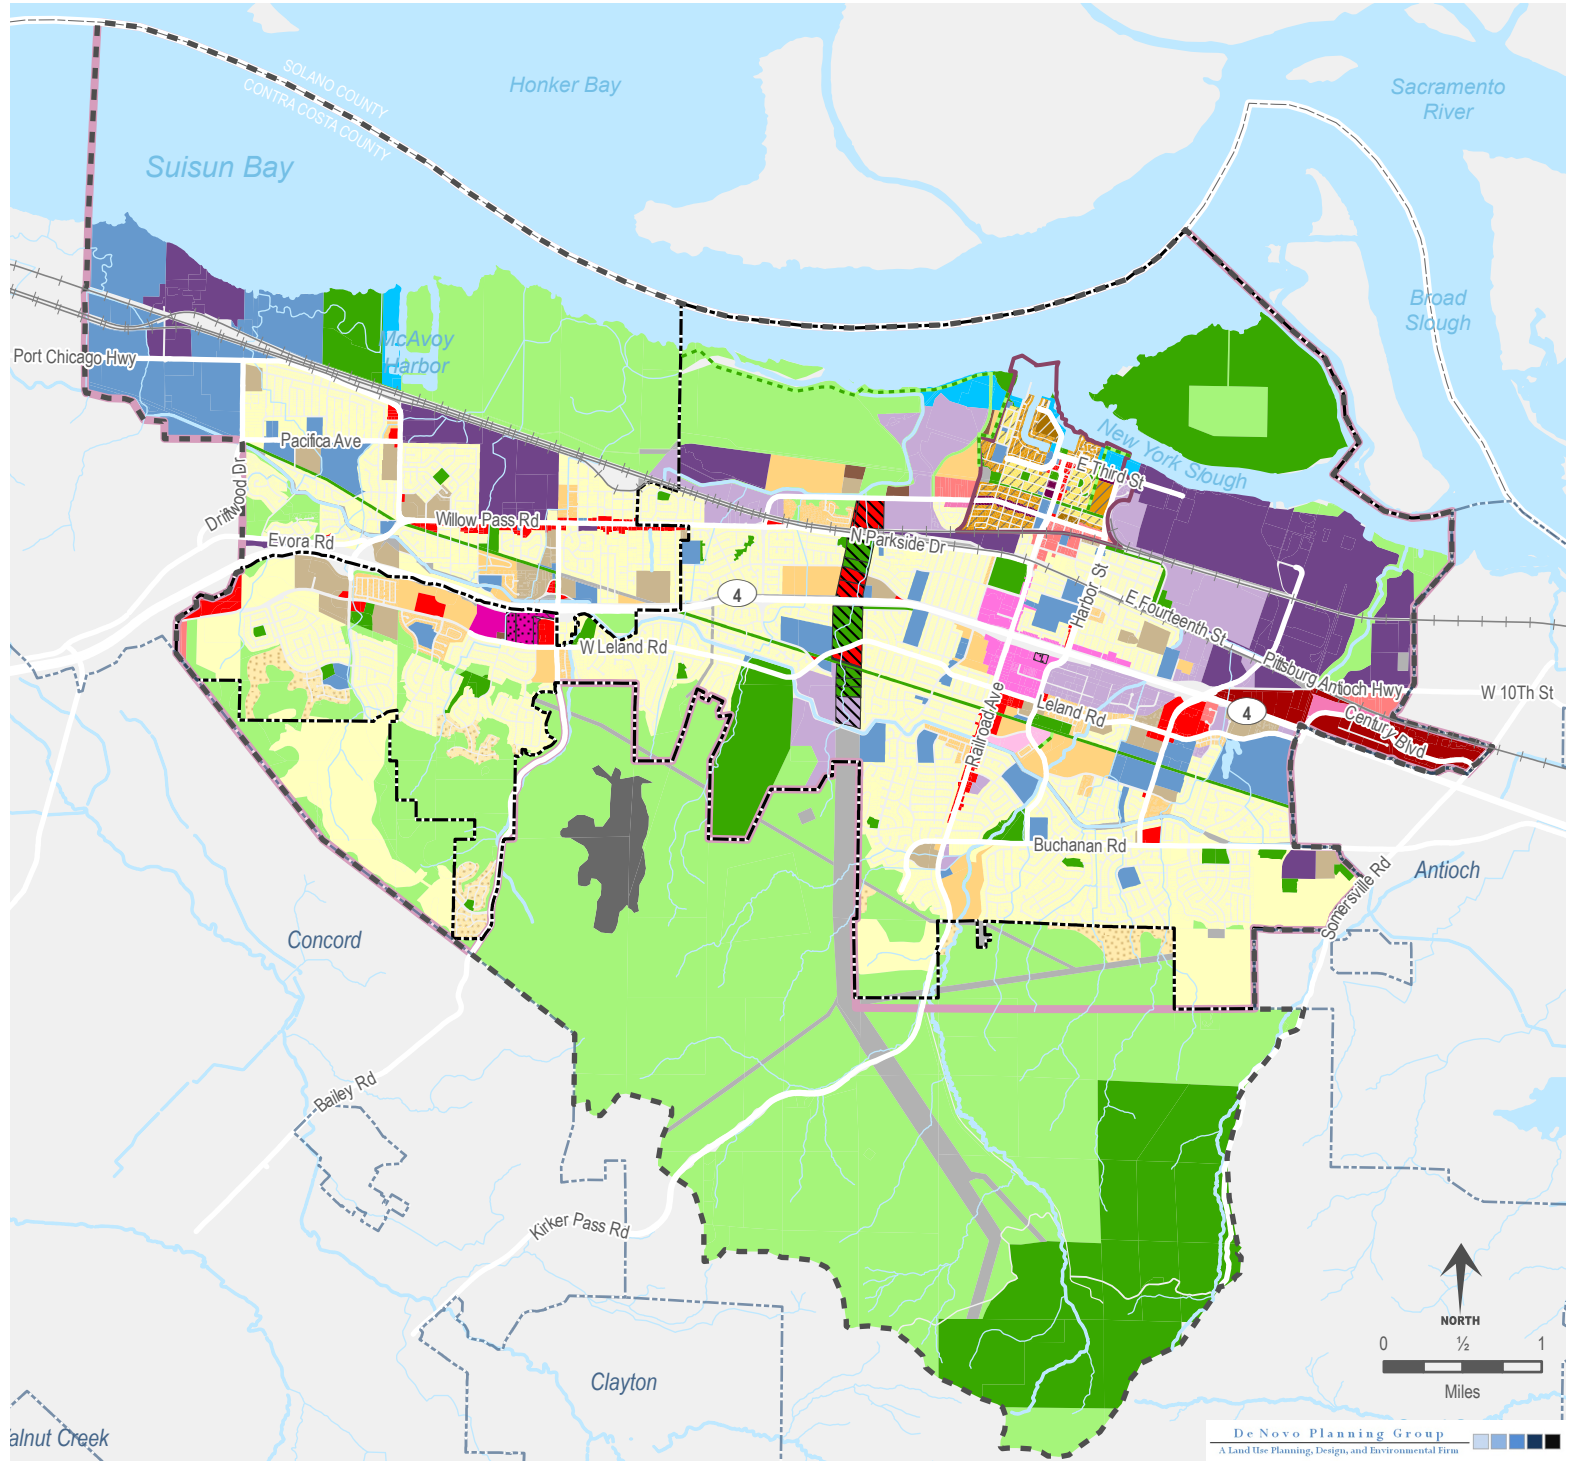 SOLANO COUNTY
CONTRA COSTA COUNTY
Honker Bay
Sacramento
River
Suisun Bay
Broad
Slough
McAvoy
Harbor
Port Chicago Hwy
New York Slough
Pacifica Ave
E Third St
Driftwood Dr
Willow Pass Rd
Evora Rd
N Parkside Dr
4
Harbor St
E Fourteenth St
W Leland Rd
Pittsburg Antioch Hwy
W 10Th St
Railroad Ave
Leland Rd
4
Century Blvd
Buchanan Rd
Somersville Rd
Antioch
Concord
Bailey Rd
Kirker Pass Rd
Clayton
alnut Creek
NORTH
0 ½ 1
Miles
De Novo Planning Group
A Land Use Planning, Design, and Environmental Firm